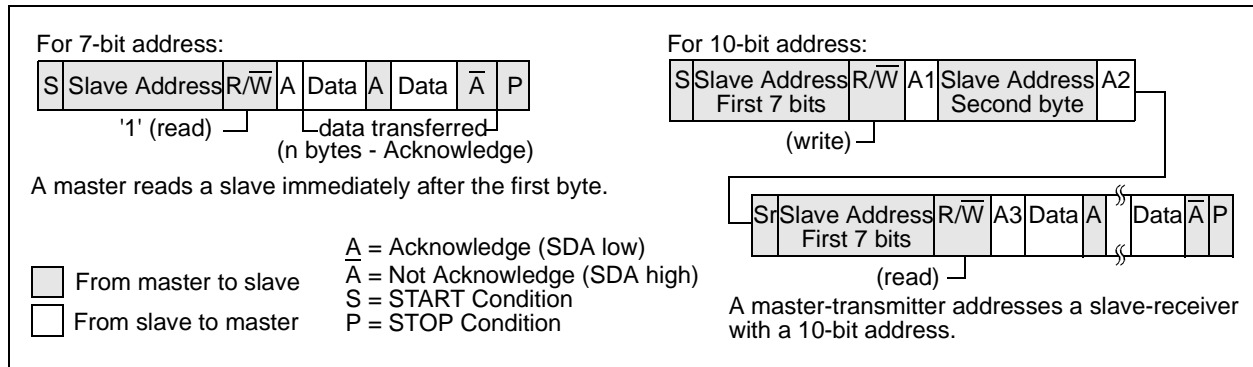 For 7-bit address:
S Slave Address R/W̅ A Data A Data A̅ P
'1' (read) data transferred
(n bytes - Acknowledge)
A master reads a slave immediately after the first byte.
From master to slave
From slave to master
A = Acknowledge (SDA low)
A̅ = Not Acknowledge (SDA high)
S = START Condition
P = STOP Condition
For 10-bit address:
S Slave Address First 7 bits R/W̅ A1 Slave Address Second byte A2
(write)
Sr Slave Address First 7 bits R/W̅ A3 Data A Data A̅ P
(read)
A master-transmitter addresses a slave-receiver
with a 10-bit address.